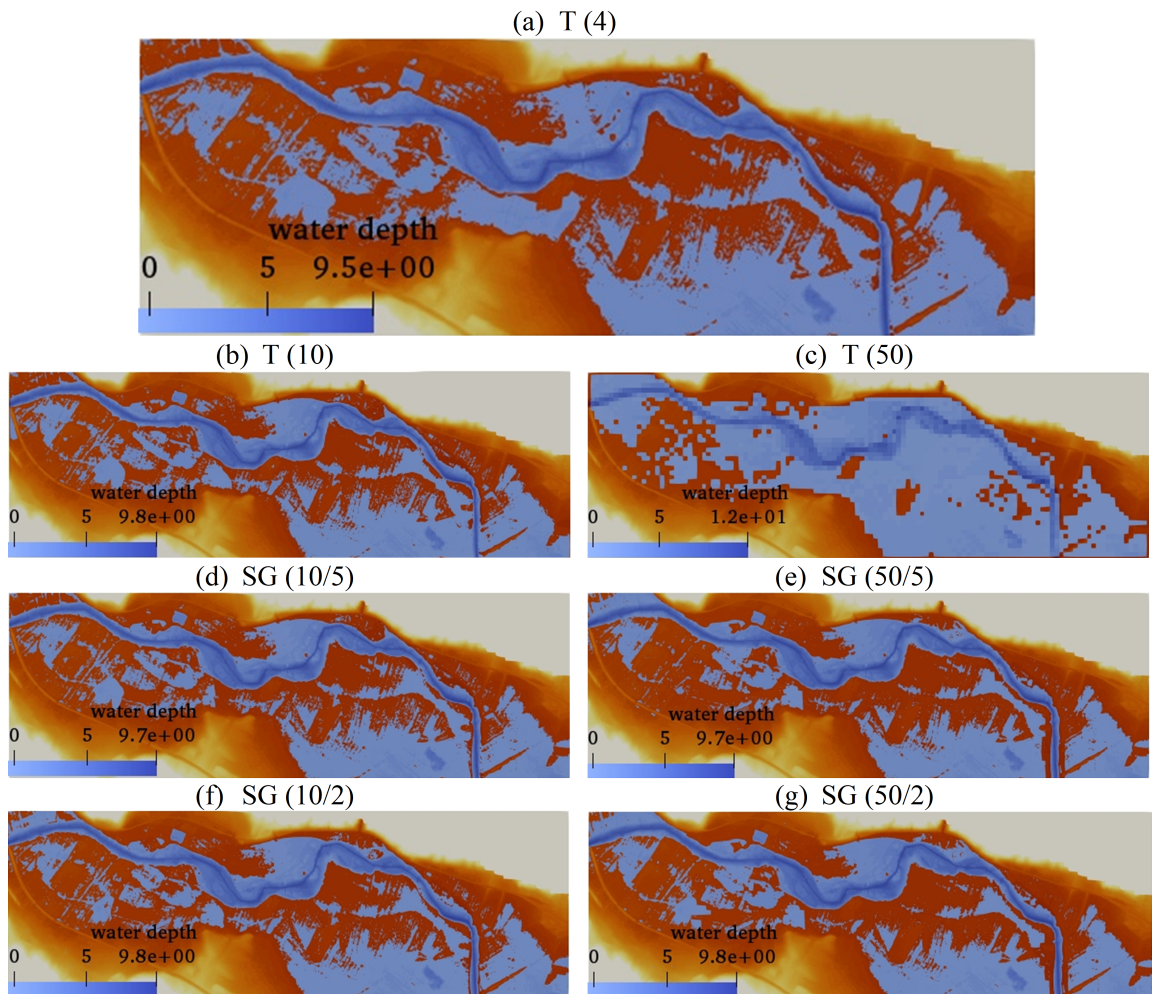 (a) T (4)
water depth
0 5 9.5e+00
(b) T (10)
(c) T (50)
water depth
0 5 9.8e+00
water depth
0 5 1.2e+01
(d) SG (10/5)
(e) SG (50/5)
water depth
0 5 9.7e+00
water depth
0 5 9.7e+00
(f) SG (10/2)
(g) SG (50/2)
water depth
0 5 9.8e+00
water depth
0 5 9.8e+00